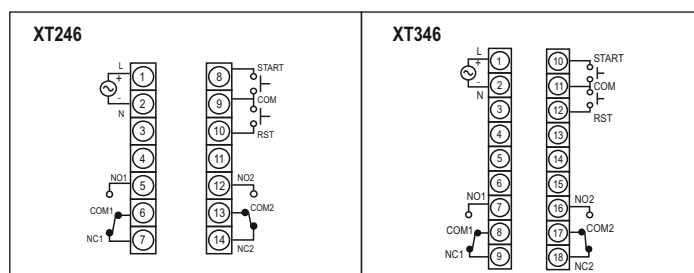 XT246
L
+
-
N
1
2
3
4
5
6
7
NO1
COM1
NC1
8
9
10
11
12
13
14
START
COM
RST
NO2
COM2
NC2
XT346
L
+
-
N
1
2
3
4
5
6
7
8
9
NO1
COM1
NC1
10
11
12
13
14
15
16
17
18
START
COM
RST
NO2
COM2
NC2